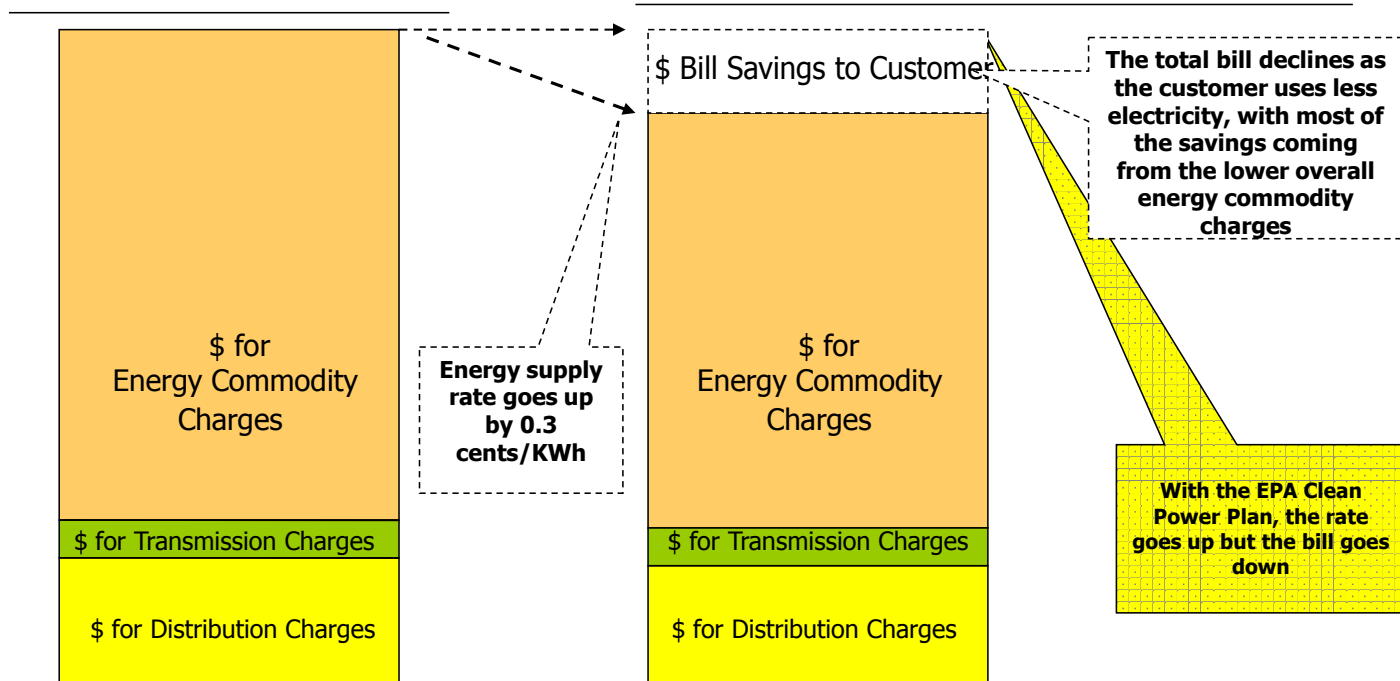 $ for
Energy Commodity
Charges
$ for Transmission Charges
$ for Distribution Charges
Energy supply
rate goes up
by 0.3
cents/KWh
$ Bill Savings to Customer
$ for
Energy Commodity
Charges
$ for Transmission Charges
$ for Distribution Charges
The total bill declines as
the customer uses less
electricity, with most of
the savings coming
from the lower overall
energy commodity
charges
With the EPA Clean
Power Plan, the rate
goes up but the bill goes
down